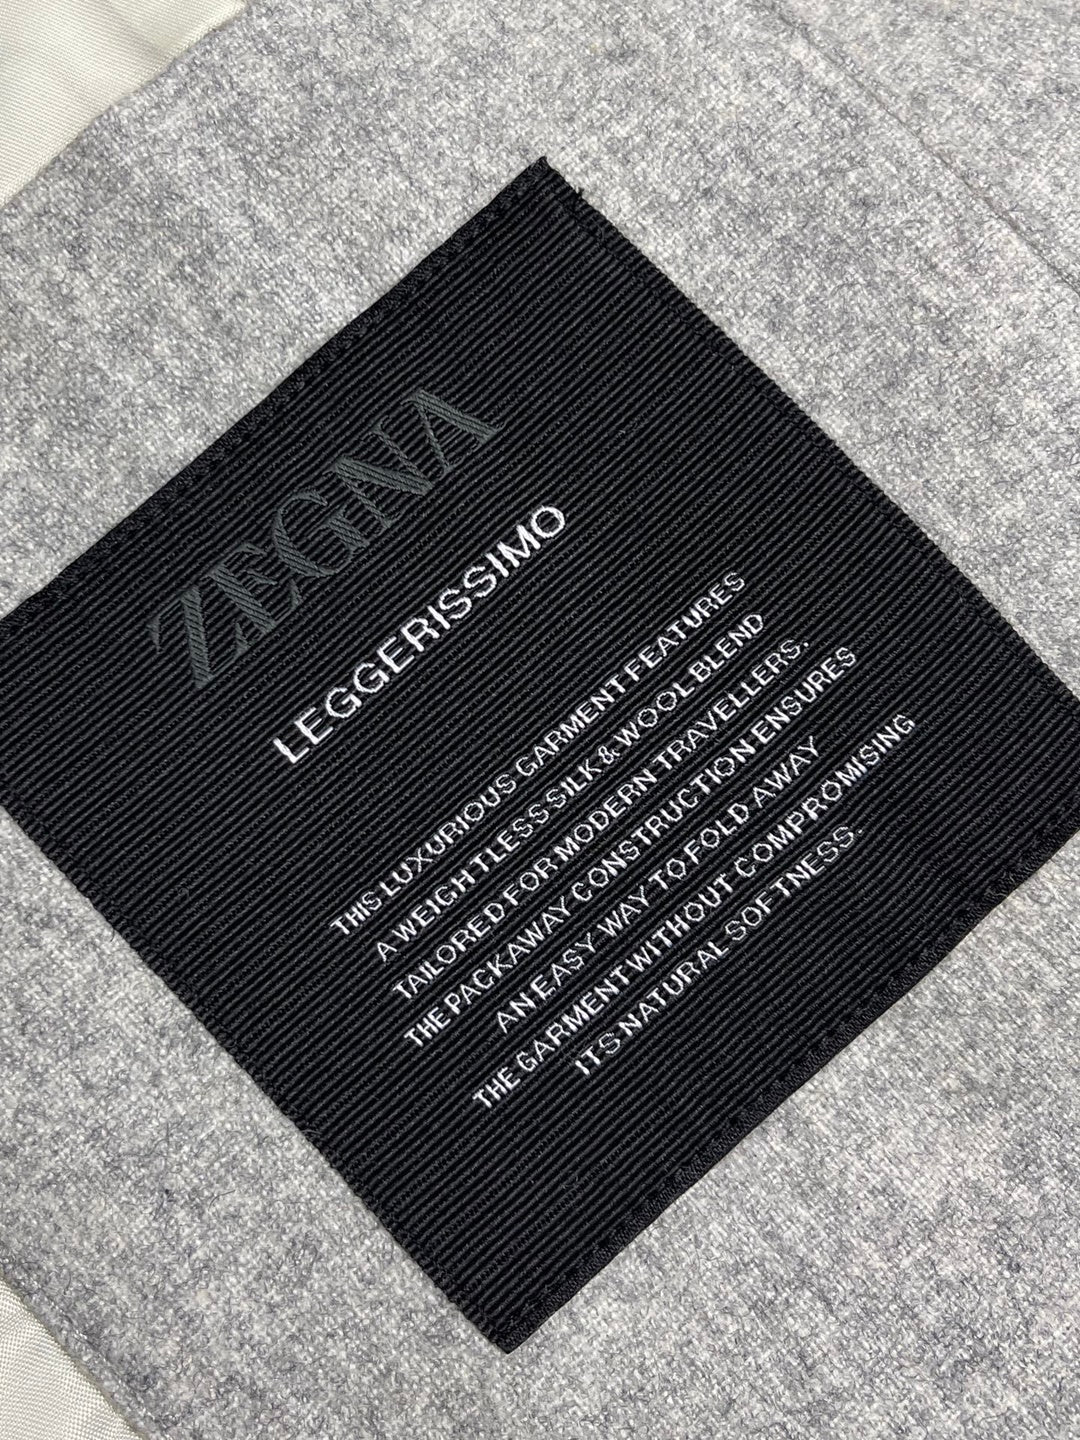 ZEGNA
LEGGERISSIMO
THIS LUXURIOUS GARMENT FEATURES
A WEIGHTLESS SILK & WOOL BLEND
TAILORED FOR MODERN TRAVELLERS.
THE PACKAWAY CONSTRUCTION ENSURES
AN EASY WAY TO FOLD AWAY
THE GARMENT WITHOUT COMPROMISING
ITS NATURAL SOFTNESS.